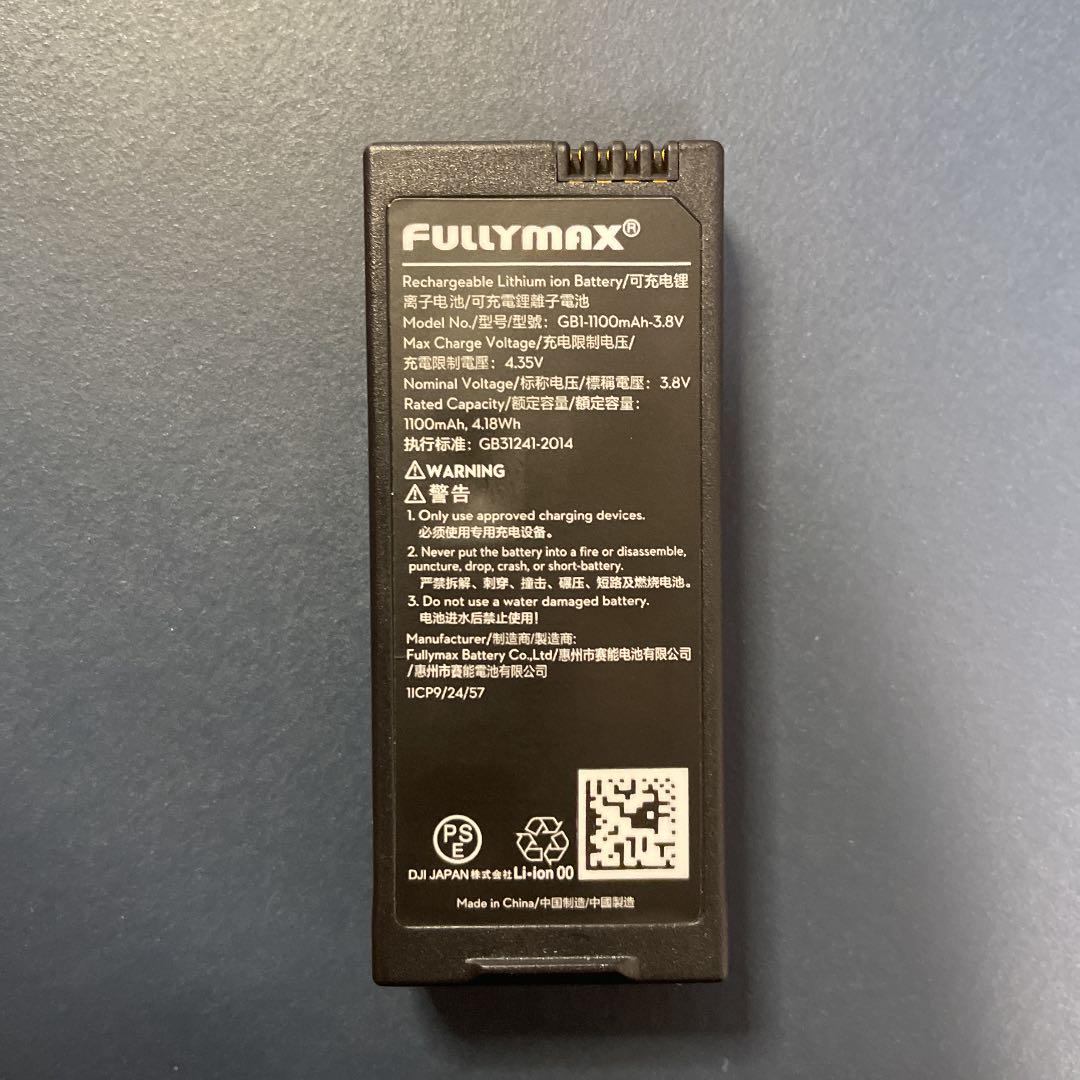 FULLYMAX®
Rechargeable Lithium ion Battery/可充电锂
离子电池/可充電鋰離子電池
Model No./型号/型號: GB1-1100mAh-3.8V
Max Charge Voltage/充电限制电压/
充電限制電壓: 4.35V
Nominal Voltage/标称电压/標稱電壓: 3.8V
Rated Capacity/额定容量/額定容量:
1100mAh, 4.18Wh
执行标准: GB31241-2014
⚠WARNING
⚠警告
1. Only use approved charging devices.
必须使用专用充电设备。
2. Never put the battery into a fire or disassemble,
puncture, drop, crash, or short-battery.
严禁拆解、刺穿、撞击、碾压、短路及燃烧电池。
3. Do not use a water damaged battery.
电池进水后禁止使用!
Manufacturer/制造商/製造商:
Fullymax Battery Co.,Ltd/惠州市赛能电池有限公司
/惠州市賽能電池有限公司
1ICP9/24/57
PS
E
DJI JAPAN株式会社 Li-ion 00
Made in China/中国制造/中國製造